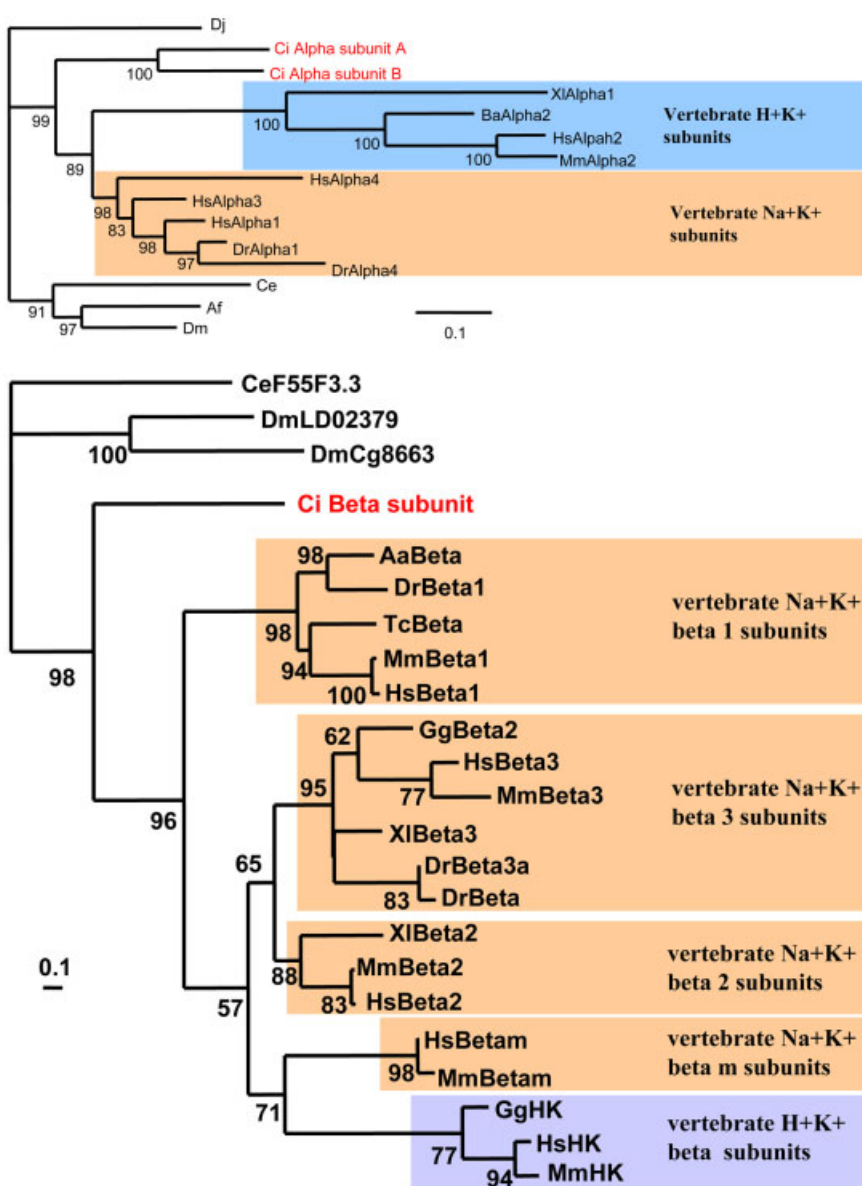 Dj
Ci Alpha subunit A
100
Ci Alpha subunit B
XlAlpha1
Vertebrate H+K+
subunits
99
100
BaAlpha2
HsAlpah2
100
100
MmAlpha2
89
HsAlpha4
98
HsAlpha3
83
HsAlpha1
Vertebrate Na+K+
subunits
98
DrAlpha1
97
DrAlpha4
Ce
91
Af
97
Dm
0.1
CeF55F3.3
DmLD02379
100
DmCg8663
Ci Beta subunit
98
AaBeta
DrBeta1
vertebrate Na+K+
beta 1 subunits
98
TcBeta
94
MmBeta1
100
HsBeta1
98
62
GgBeta2
HsBeta3
95
77
MmBeta3
vertebrate Na+K+
beta 3 subunits
96
XlBeta3
65
DrBeta3a
83
DrBeta
XlBeta2
0.1
88
MmBeta2
vertebrate Na+K+
beta 2 subunits
57
83
HsBeta2
HsBetam
vertebrate Na+K+
beta m subunits
98
MmBetam
71
GgHK
vertebrate H+K+
beta subunits
77
HsHK
94
MmHK